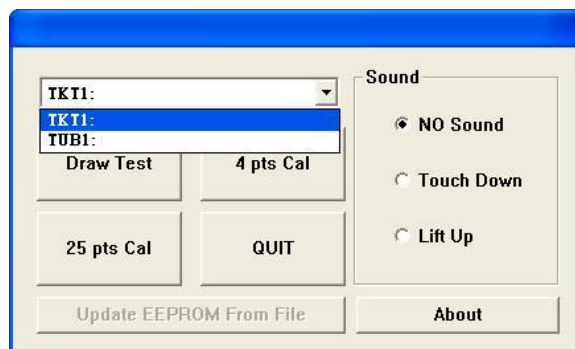 TKT1:
TKT1:
TUB1:
Draw Test
4 pts Cal
25 pts Cal
QUIT
Update EEPROM From File
Sound
NO Sound
Touch Down
Lift Up
About